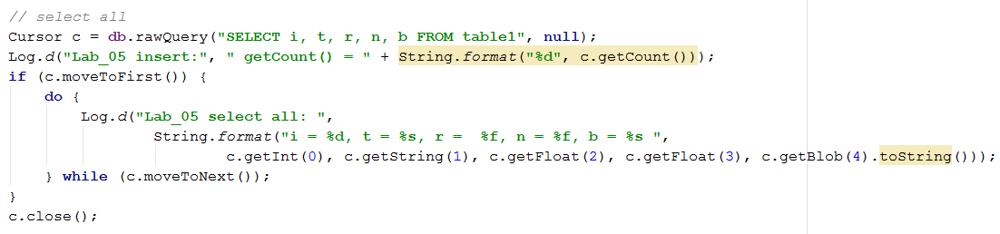 // select all
Cursor c = db.rawQuery("SELECT i, t, r, n, b FROM table1", null);
Log.d("Lab_05 insert:", " getCount() = " + String.format("%d", c.getCount()));
if (c.moveToFirst()) {
    do {
        Log.d("Lab_05 select all: ",
                String.format("i = %d, t = %s, r =  %f, n = %f, b = %s ",
                        c.getInt(0), c.getString(1), c.getFloat(2), c.getFloat(3), c.getBlob(4).toString()));
    } while (c.moveToNext());
}
c.close();